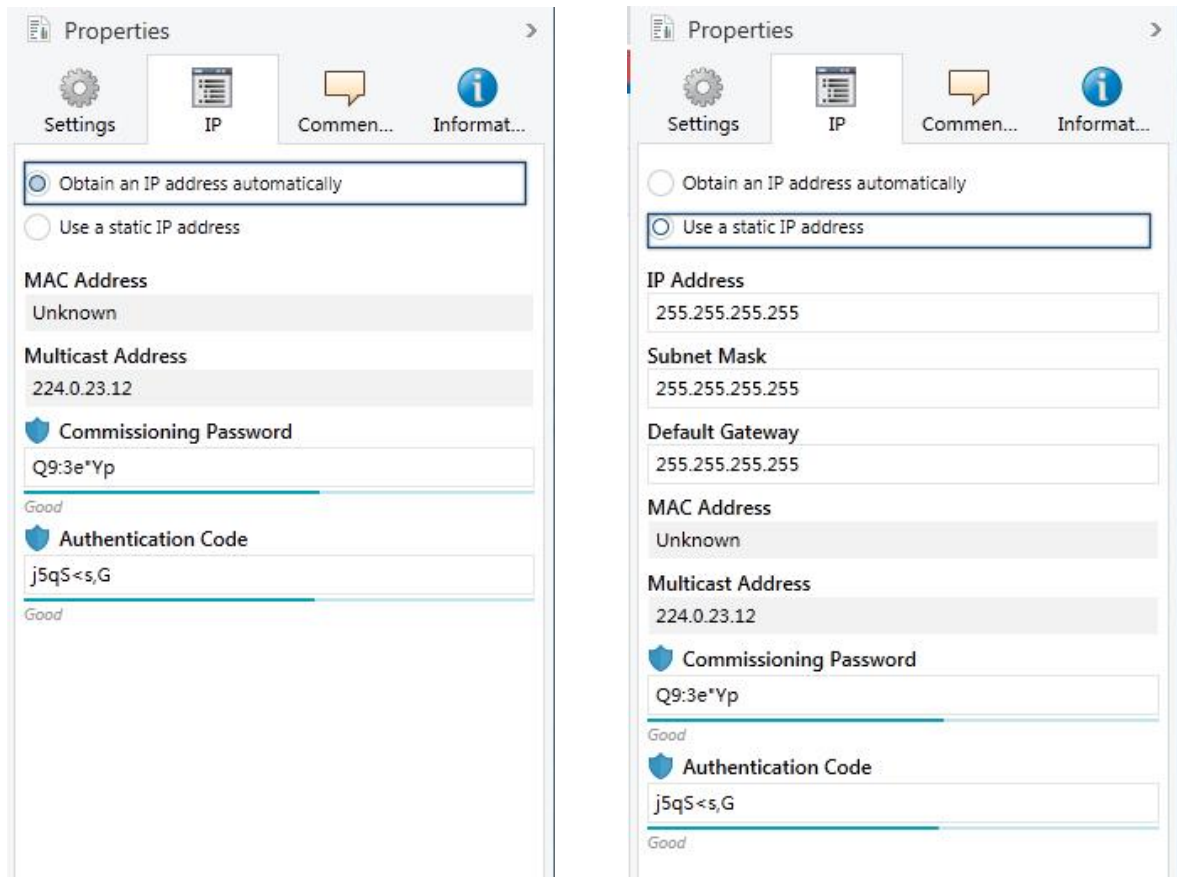 Properties
Settings IP Commen... Informat...
Obtain an IP address automatically
Use a static IP address
MAC Address
Unknown
Multicast Address
224.0.23.12
Commissioning Password
Q9:3e"Yp
Good
Authentication Code
j5qS<s,G
Good
Properties
Settings IP Commen... Informat...
Obtain an IP address automatically
Use a static IP address
IP Address
255.255.255.255
Subnet Mask
255.255.255.255
Default Gateway
255.255.255.255
MAC Address
Unknown
Multicast Address
224.0.23.12
Commissioning Password
Q9:3e"Yp
Good
Authentication Code
j5qS<s,G
Good